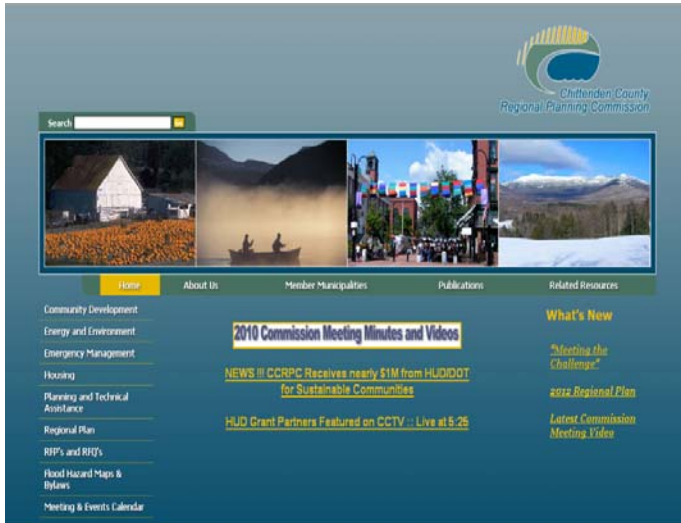 Chittenden County
Regional Planning Commission
Search
Go
Home
About Us
Member Municipalities
Publications
Related Resources
Community Development
Energy and Environment
Emergency Management
Housing
Planning and Technical
Assistance
Regional Plan
RFP's and RFQ's
Flood Hazard Maps &
Bylaws
Meeting & Events Calendar
2010 Commission Meeting Minutes and Videos
NEWS !!! CCRPC Receives nearly $1M from HUD/DOT
for Sustainable Communities
HUD Grant Partners Featured on CCTV :: Live at 5:25
What's New
"Meeting the
Challenge"
2012 Regional Plan
Latest Commission
Meeting Video